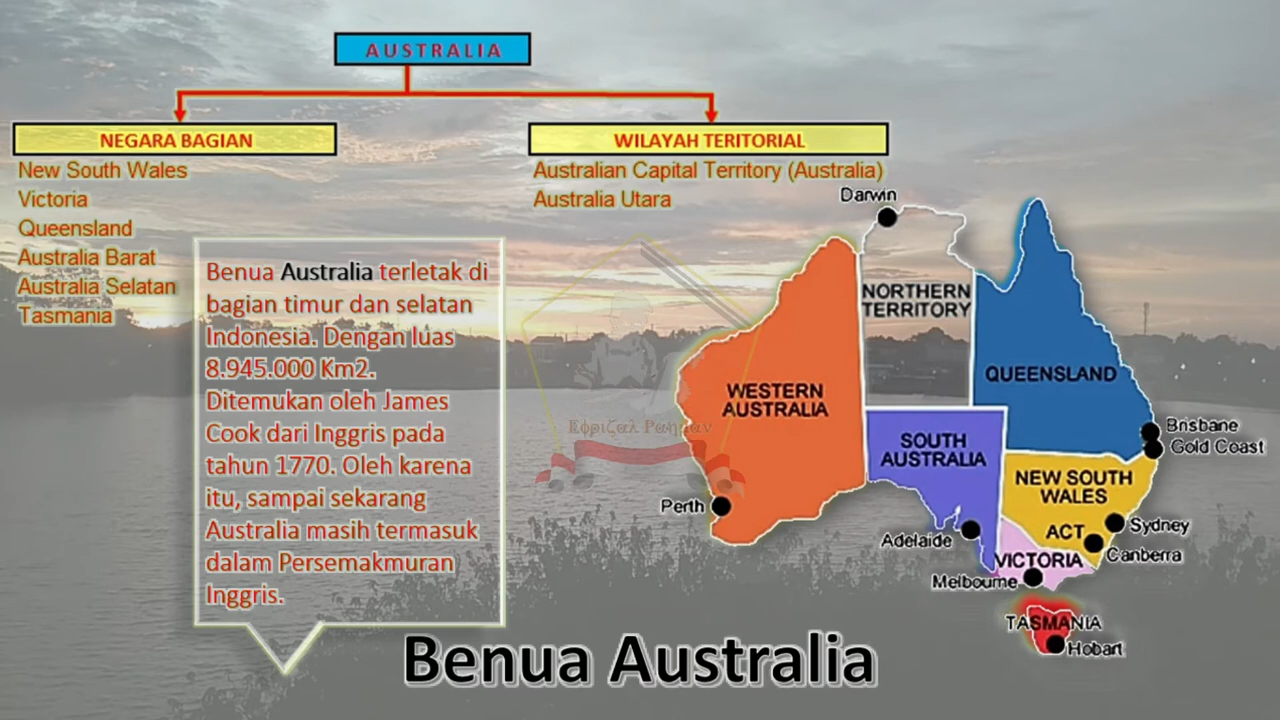 AUSTRALIA
NEGARA BAGIAN
New South Wales
Victoria
Queensland
Australia Barat
Australia Selatan
Tasmania
WILAYAH TERITORIAL
Australian Capital Territory (Australia)
Australia Utara
Benua Australia terletak di
bagian timur dan selatan
Indonesia. Dengan luas
8.945.000 Km2.
Ditemukan oleh James
Cook dari Inggris pada
tahun 1770. Oleh karena
itu, sampai sekarang
Australia masih termasuk
dalam Persemakmuran
Inggris.
Darwin
NORTHERN
TERRITORY
WESTERN
AUSTRALIA
QUEENSLAND
SOUTH
AUSTRALIA
Brisbane
Gold Coast
NEW SOUTH
WALES
Perth
Sydney
ACT
Adelaide
Canberra
VICTORIA
Melbourne
TASMANIA
Hobart
Benua Australia